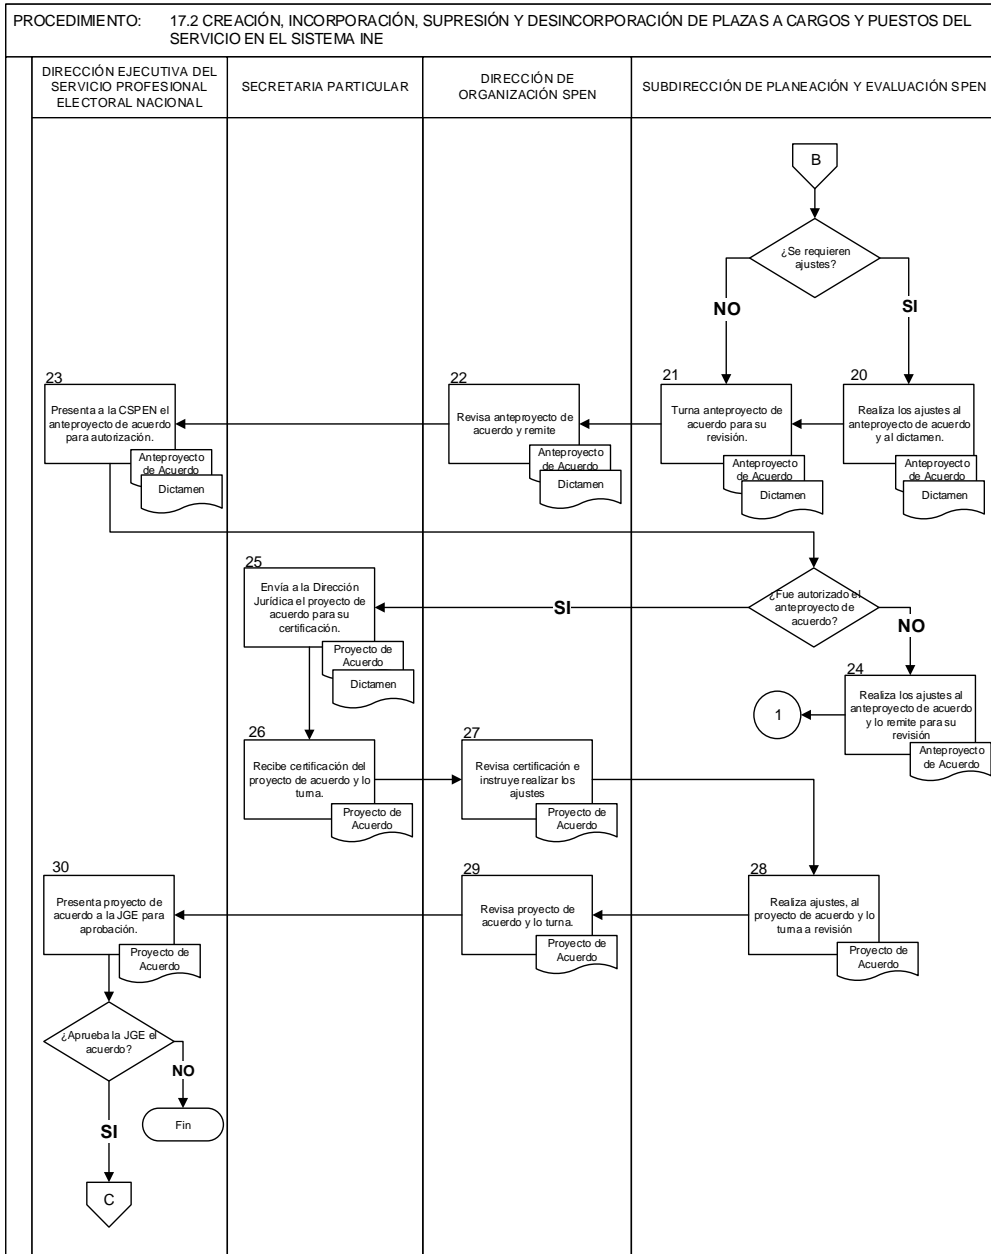 PROCEDIMIENTO: 17.2 CREACIÓN, INCORPORACIÓN, SUPRESIÓN Y DESINCORPORACIÓN DE PLAZAS A CARGOS Y PUESTOS DEL
SERVICIO EN EL SISTEMA INE
DIRECCIÓN EJECUTIVA DEL
SERVICIO PROFESIONAL
ELECTORAL NACIONAL
SECRETARIA PARTICULAR
DIRECCIÓN DE
ORGANIZACIÓN SPEN
SUBDIRECCIÓN DE PLANEACIÓN Y EVALUACIÓN SPEN
B
¿Se requieren
ajustes?
NO
SI
23
Presenta a la CSPEN el
anteproyecto de acuerdo
para autorización.
Anteproyecto
de Acuerdo
Dictamen
22
Revisa anteproyecto de
acuerdo y remite
Anteproyecto
de Acuerdo
Dictamen
21
Turna anteproyecto de
acuerdo para su
revisión.
Anteproyecto
de Acuerdo
Dictamen
20
Realiza los ajustes al
anteproyecto de acuerdo
y al dictamen.
Anteproyecto
de Acuerdo
Dictamen
25
Envía a la Dirección
Jurídica el proyecto de
acuerdo para su
certificación.
Proyecto de
Acuerdo
Dictamen
SI
¿Fue autorizado el
anteproyecto de
acuerdo?
NO
24
Realiza los ajustes al
anteproyecto de acuerdo
y lo remite para su
revisión
Anteproyecto
de Acuerdo
1
26
Recibe certificación del
proyecto de acuerdo y lo
turna.
Proyecto de
Acuerdo
27
Revisa certificación e
instruye realizar los
ajustes
Proyecto de
Acuerdo
30
Presenta proyecto de
acuerdo a la JGE para
aprobación.
Proyecto de
Acuerdo
29
Revisa proyecto de
acuerdo y lo turna.
Proyecto de
Acuerdo
28
Realiza ajustes, al
proyecto de acuerdo y lo
turna a revisión
Proyecto de
Acuerdo
¿Aprueba la JGE el
acuerdo?
NO
Fin
SI
C